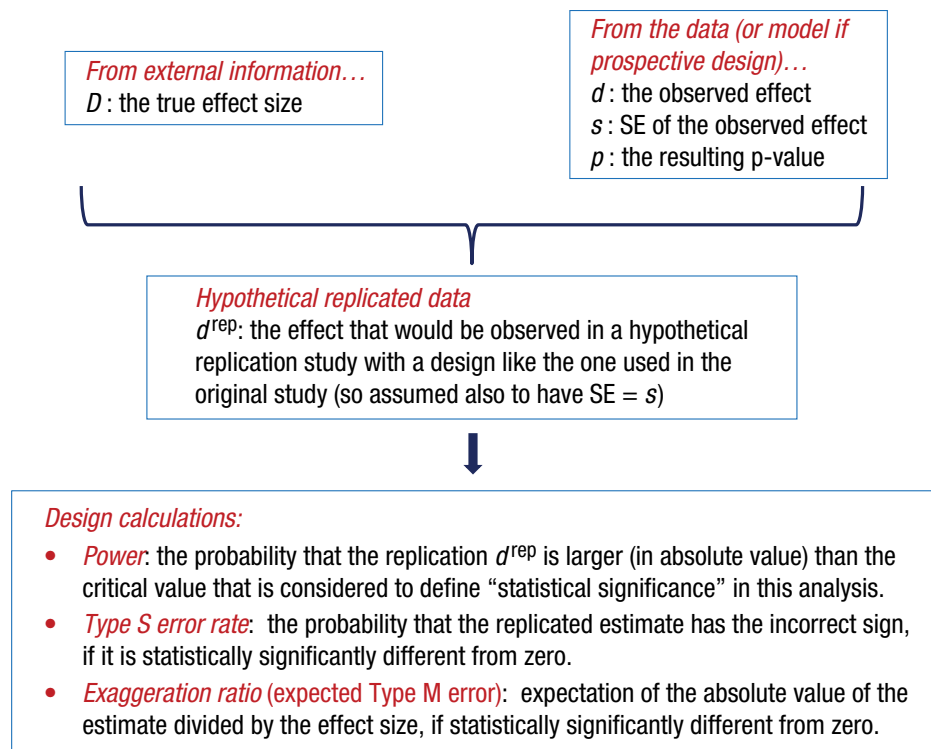 From external information…
D : the true effect size
From the data (or model if
prospective design)…
d : the observed effect
s : SE of the observed effect
p : the resulting p-value
Hypothetical replicated data
d rep: the effect that would be observed in a hypothetical
replication study with a design like the one used in the
original study (so assumed also to have SE = s)
Design calculations:
• Power: the probability that the replication d rep is larger (in absolute value) than the
critical value that is considered to define “statistical significance” in this analysis.
• Type S error rate: the probability that the replicated estimate has the incorrect sign,
if it is statistically significantly different from zero.
• Exaggeration ratio (expected Type M error): expectation of the absolute value of the
estimate divided by the effect size, if statistically significantly different from zero.